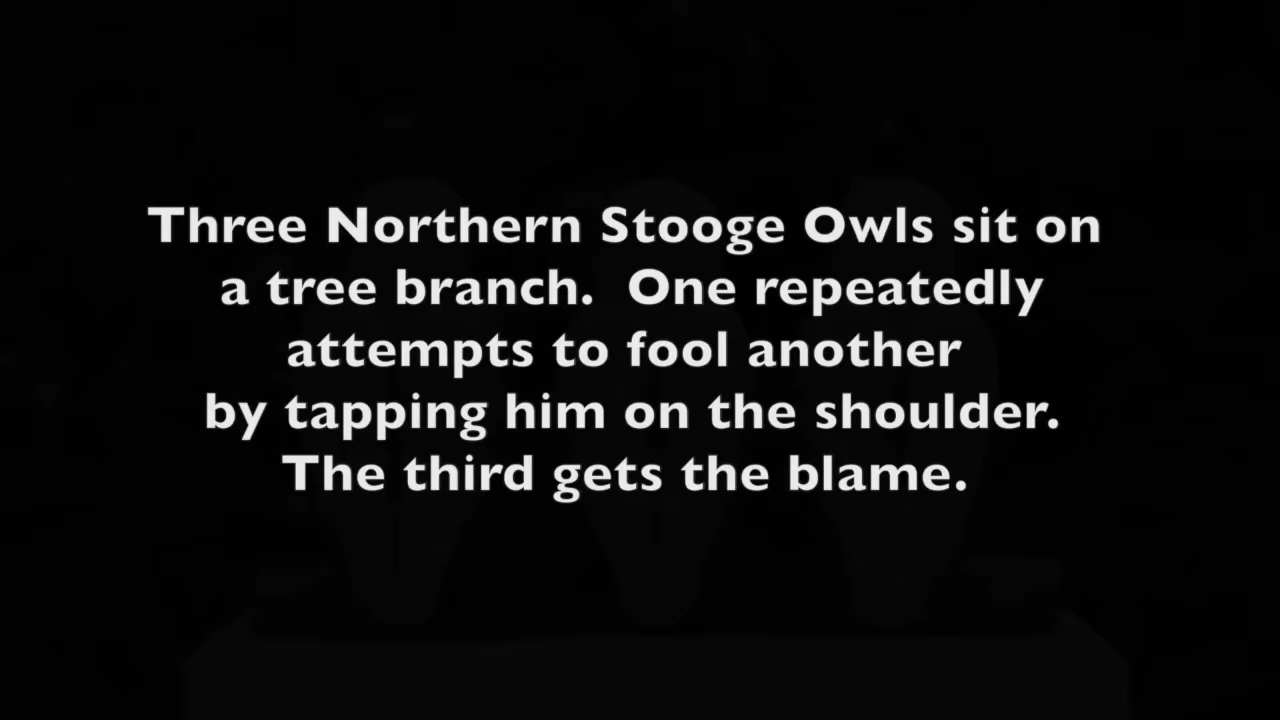 Three Northern Stooge Owls sit on
a tree branch.  One repeatedly
attempts to fool another
by tapping him on the shoulder.
The third gets the blame.